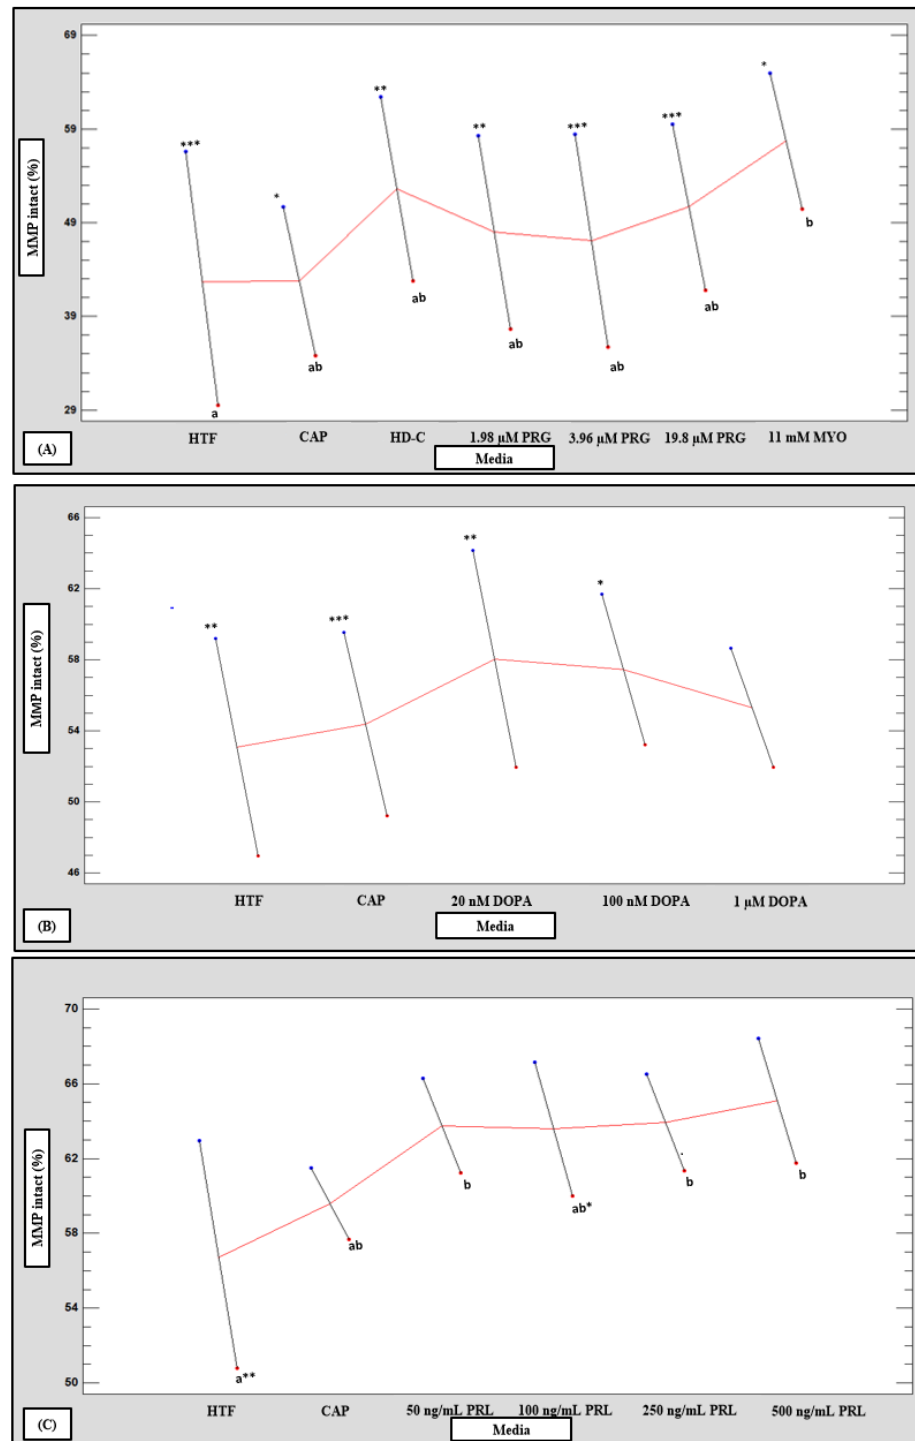 69
59
49
39
29
MMP intact (%)
***
*
**
**
***
***
*
a
ab
ab
ab
ab
ab
b
HTF CAP HD-C 1.98 µM PRG 3.96 µM PRG 19.8 µM PRG 11 mM MYO
(A)
Media
66
62
58
54
50
46
MMP intact (%)
**
***
**
*
HTF CAP 20 nM DOPA 100 nM DOPA 1 µM DOPA
(B)
Media
70
66
62
58
54
50
MMP intact (%)
a**
ab
b
ab*
b
b
HTF CAP 50 ng/mL PRL 100 ng/mL PRL 250 ng/mL PRL 500 ng/mL PRL
(C)
Media